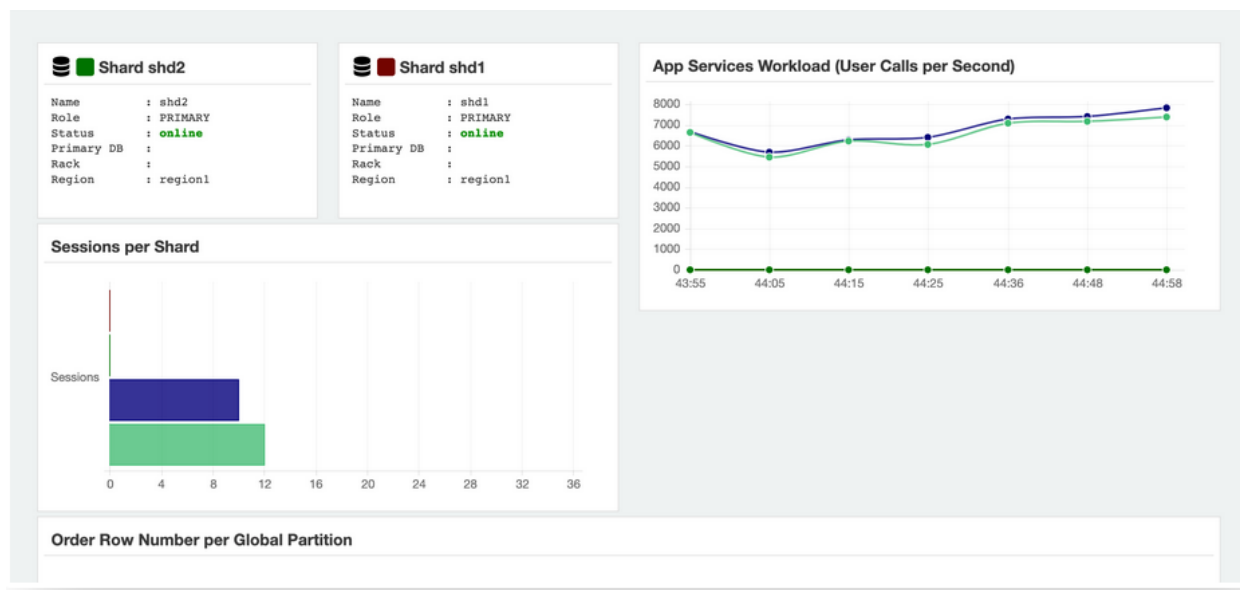 Shard shd2
Name : shd2
Role : PRIMARY
Status : online
Primary DB :
Rack :
Region : region1
Shard shd1
Name : shd1
Role : PRIMARY
Status : online
Primary DB :
Rack :
Region : region1
App Services Workload (User Calls per Second)
8000
7000
6000
5000
4000
3000
2000
1000
0
43:55 44:05 44:15 44:25 44:36 44:48 44:58
Sessions per Shard
Sessions
0 4 8 12 16 20 24 28 32 36
Order Row Number per Global Partition